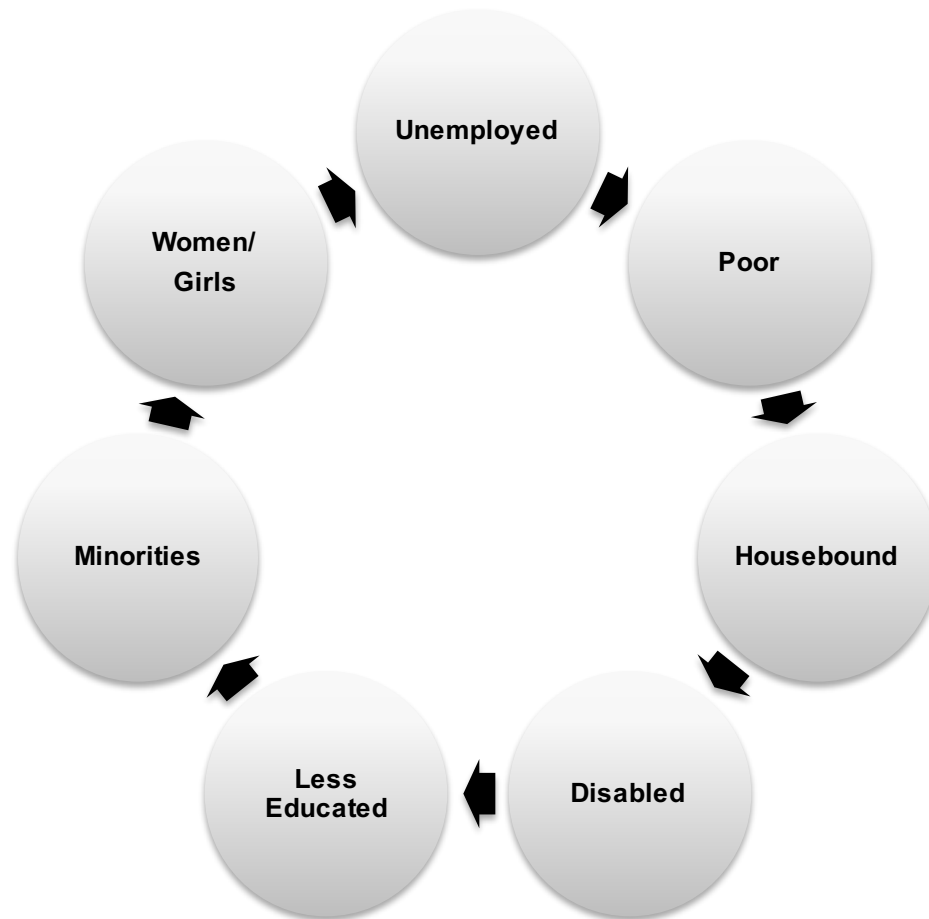 Unemployed
Poor
Housebound
Disabled
Less
Educated
Minorities
Women/
Girls